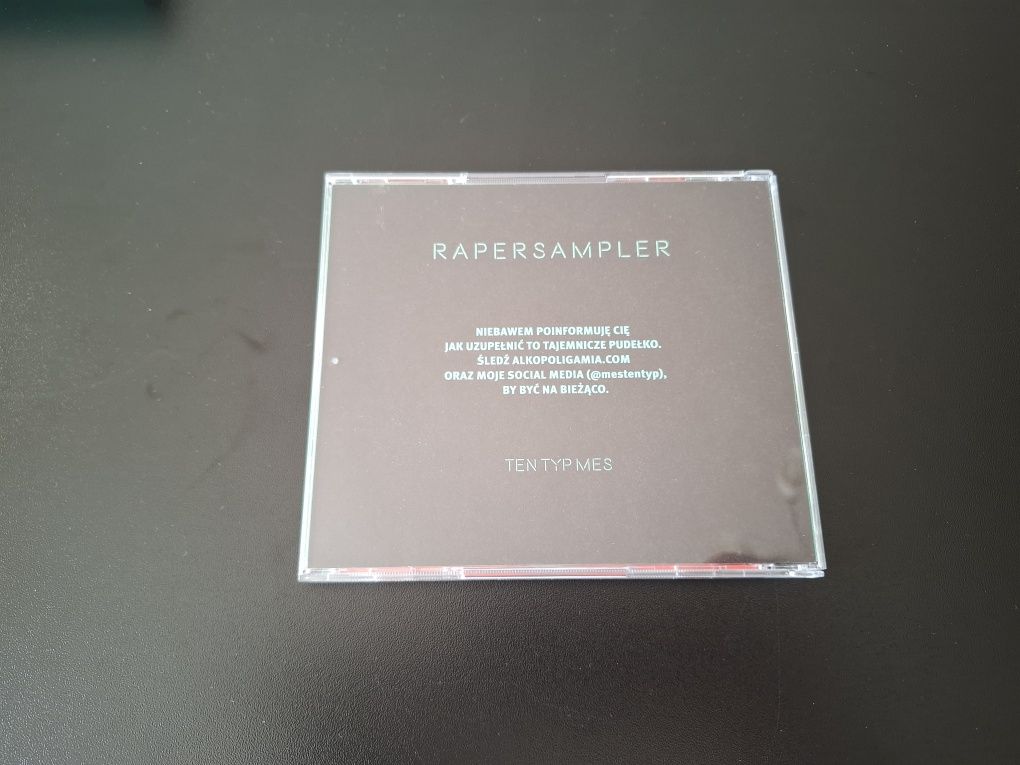 RAPERSAMPLER
NIEBAWEM POINFORMUJĘ CIĘ
JAK UZUPEŁNIĆ TO TAJEMNICZE PUDEŁKO.
ŚLEDŹ ALKOPOLIGAMIA.COM
ORAZ MOJE SOCIAL MEDIA (@mestentyp),
BY BYĆ NA BIEŻĄCO.
TEN TYP MES